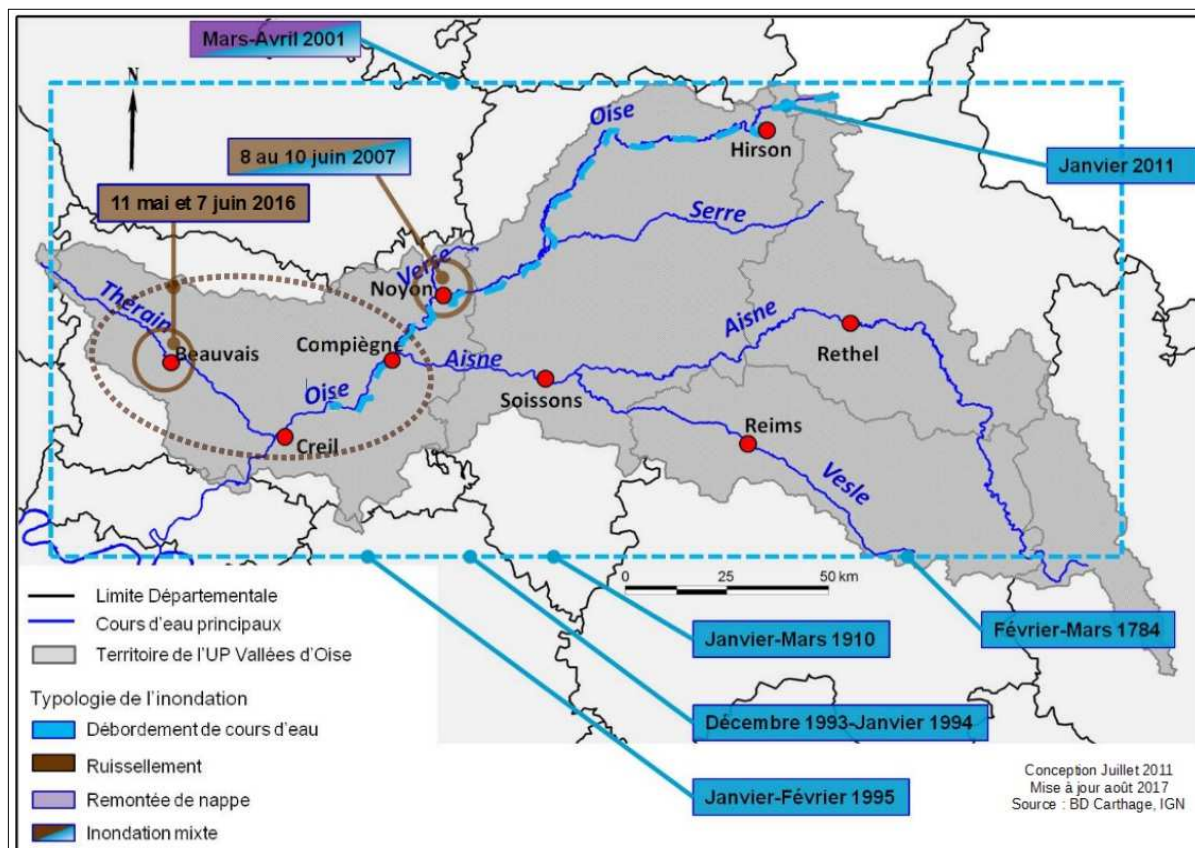 Mars-Avril 2001
N
Oise
8 au 10 juin 2007
Hirson
Janvier 2011
11 mai et 7 juin 2016
Serre
Verse
Noyon
Thérain
Aisne
Beauvais
Compiègne
Aisne
Rethel
Oise
Soissons
Reims
Creil
Vesle
0 25 50 km
Limite Départementale
Cours d'eau principaux
Territoire de l'UP Vallées d'Oise
Janvier-Mars 1910
Février-Mars 1784
Typologie de l'inondation
Débordement de cours d'eau
Ruissellement
Remontée de nappe
Inondation mixte
Décembre 1993-Janvier 1994
Janvier-Février 1995
Conception Juillet 2011
Mise à jour août 2017
Source : BD Carthage, IGN